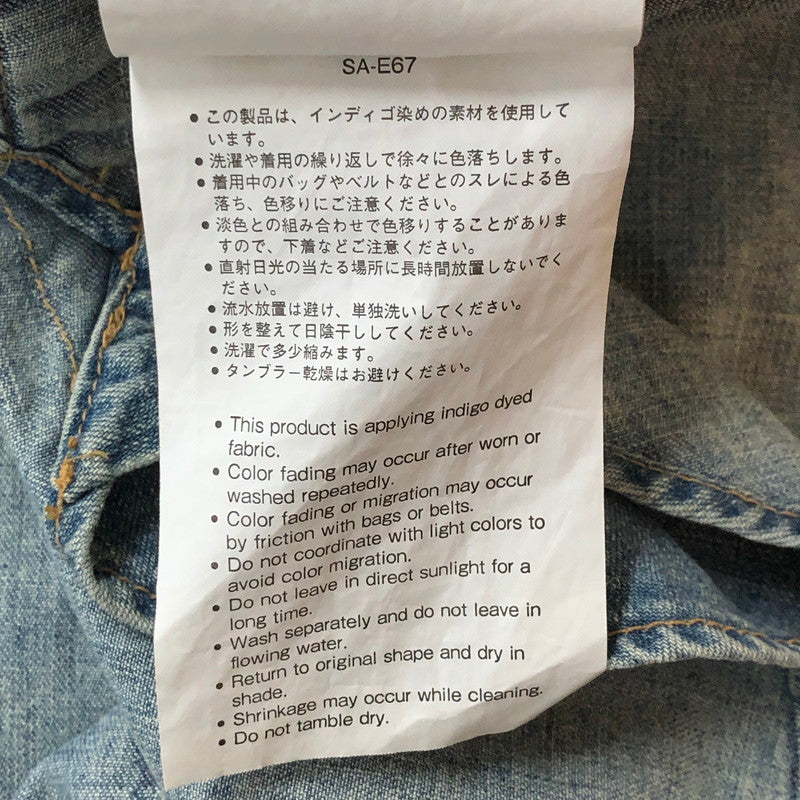 SA-E67
● この製品は、インディゴ染めの素材を使用して
います。
● 洗濯や着用の繰り返しで徐々に色落ちします。
● 着用中のバッグやベルトなどとのスレによる色
落ち、色移りにご注意ください。
● 淡色との組み合わせで色移りすることがありま
すので、下着などご注意ください。
● 直射日光の当たる場所に長時間放置しないでく
ださい。
● 流水放置は避け、単独洗いしてください。
● 形を整えて日陰干ししてください。
● 洗濯で多少縮みます。
● タンブラー乾燥はお避けください。
● This product is applying indigo dyed
fabric.
● Color fading may occur after worn or
washed repeatedly.
● Color fading or migration may occur
by friction with bags or belts.
● Do not coordinate with light colors to
avoid color migration.
● Do not leave in direct sunlight for a
long time.
● Wash separately and do not leave in
flowing water.
● Return to original shape and dry in
shade.
● Shrinkage may occur while cleaning.
● Do not tamble dry.